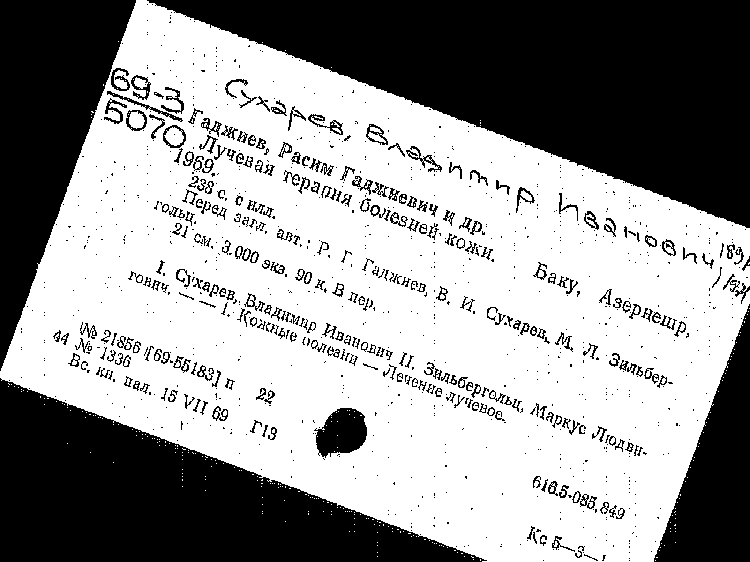 69-3
5070
Сухарев, Владимир Иванович,
Гаджиев, Расим Гаджиевич и др.
Лучевая терапия болезней кожи. Баку, Азернешр,
1969.
238 с. с илл.
Перед загл. авт.: Р. Г. Гаджиев, В. И. Сухарев, М. Л. Зильбер-
гольц.
21 см. 3.000 экз. 90 к. В пер.
I. Сухарев, Владимир Иванович II. Зильбергольц, Маркус Людви-
гович. — — 1. Кожные болезни — Лечение лучевое.
616.5-085.849
№ 21856 [69-55183] п 22
44 № 1336 Г13
Вс. кн. пал. 15 VII 69
Кс 5—3—